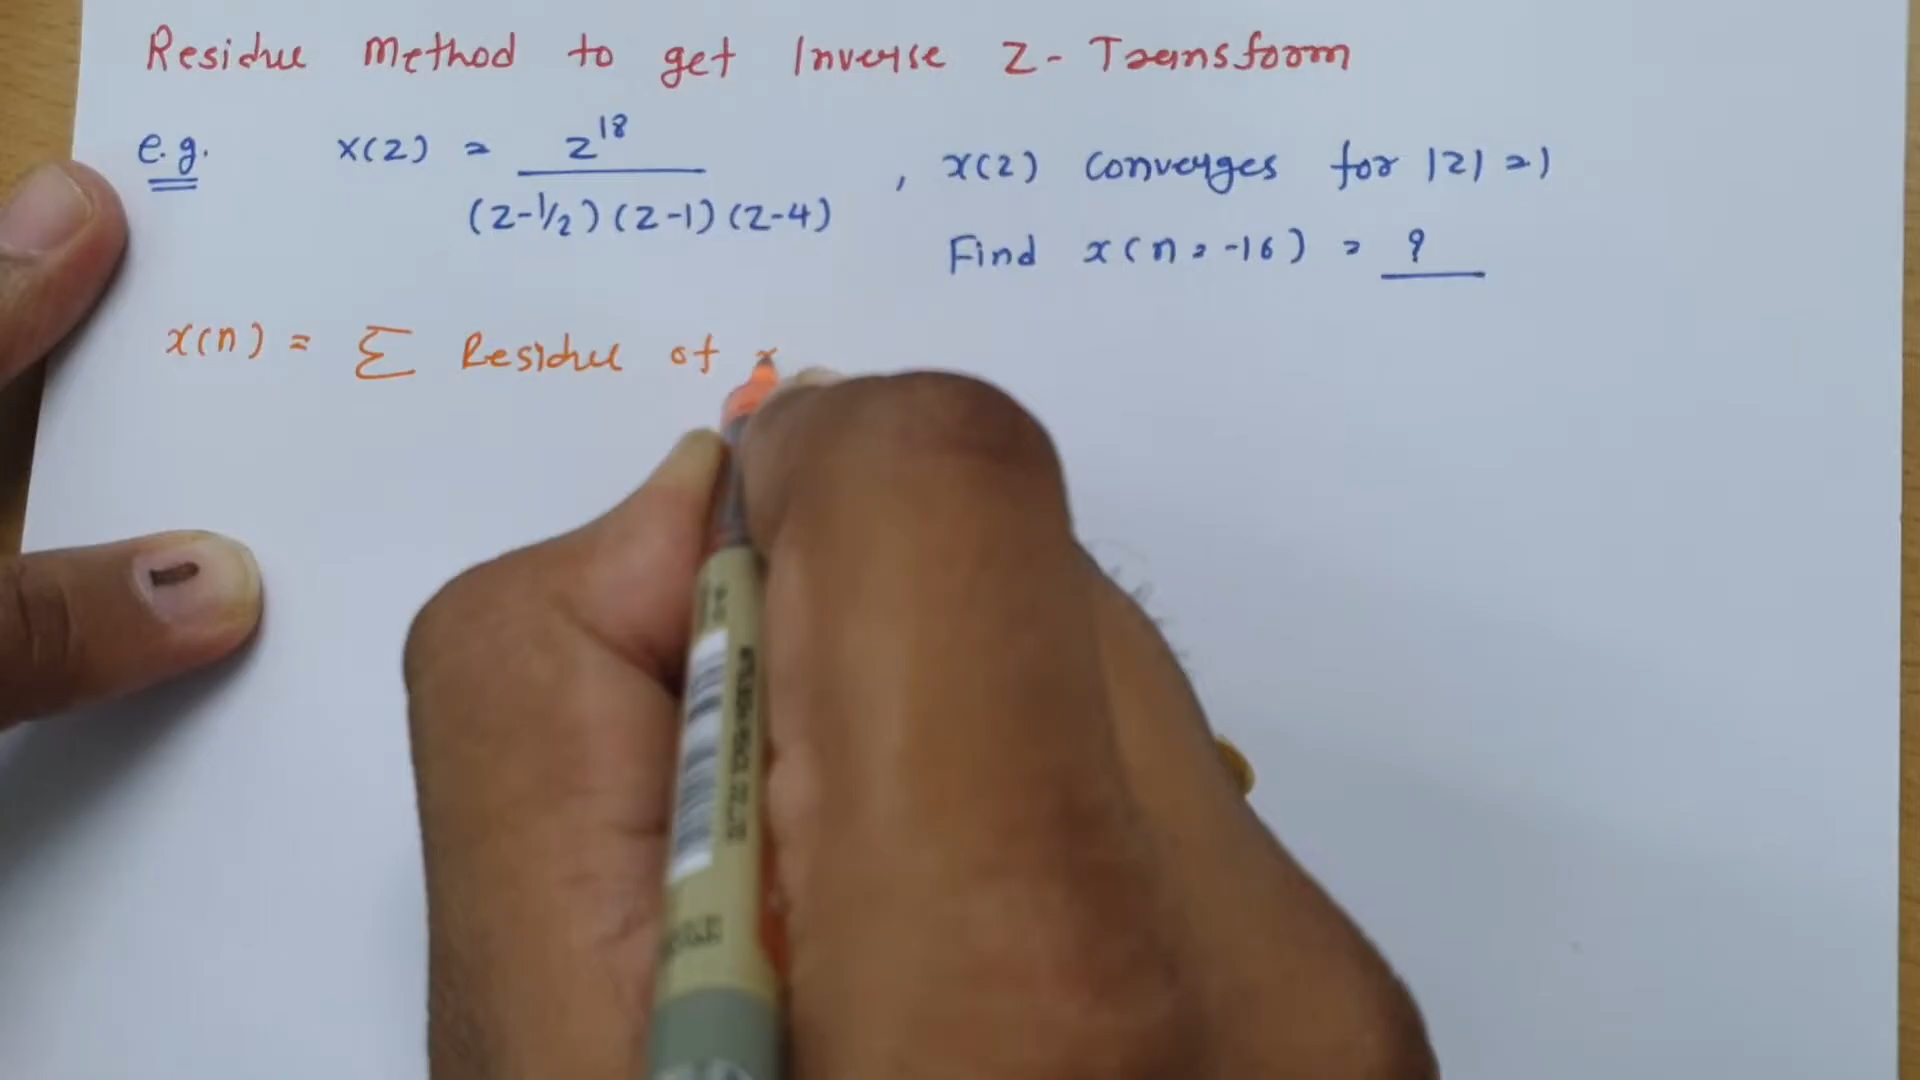 Residue Method to get Inverse Z-Transform
e.g. X(Z) = Z^18 / (Z-1/2)(Z-1)(Z-4) , X(Z) Converges for |Z| = 1
Find x(n = -16) = ?
x(n) = Σ Residue of x